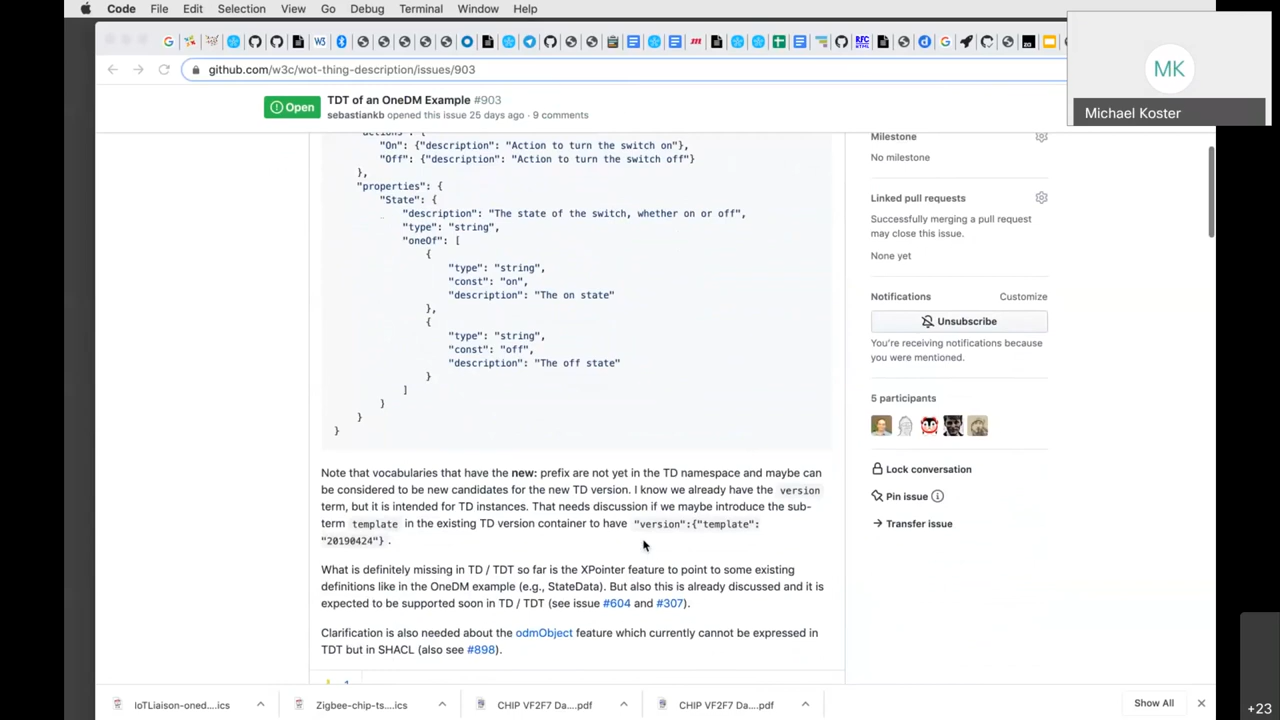 Code File Edit Selection View Go Debug Terminal Window Help
github.com/w3c/wot-thing-description/issues/903
MK
Michael Koster
Open
TDT of an OneDM Example #903
sebastiankb opened this issue 25 days ago · 9 comments
"actions": {
"On": {"description": "Action to turn the switch on"},
"Off": {"description": "Action to turn the switch off"}
},
"properties": {
"State": {
"description": "The state of the switch, whether on or off",
"type": "string",
"oneOf": [
{
"type": "string",
"const": "on",
"description": "The on state"
},
{
"type": "string",
"const": "off",
"description": "The off state"
}
]
}
}
}
Note that vocabularies that have the new: prefix are not yet in the TD namespace and maybe can
be considered to be new candidates for the new TD version. I know we already have the version
term, but it is intended for TD instances. That needs discussion if we maybe introduce the sub-
term template in the existing TD version container to have "version":{"template":
"20190424"} .
What is definitely missing in TD / TDT so far is the XPointer feature to point to some existing
definitions like in the OneDM example (e.g., StateData). But also this is already discussed and it is
expected to be supported soon in TD / TDT (see issue #604 and #307).
Clarification is also needed about the odmObject feature which currently cannot be expressed in
TDT but in SHACL (also see #898).
Milestone
No milestone
Linked pull requests
Successfully merging a pull request
may close this issue.
None yet
Notifications Customize
Unsubscribe
You're receiving notifications because
you were mentioned.
5 participants
Lock conversation
Pin issue
Transfer issue
IoTLiaison-oned....ics
Zigbee-chip-ts....ics
CHIP VF2F7 Da....pdf
CHIP VF2F7 Da....pdf
Show All
+23